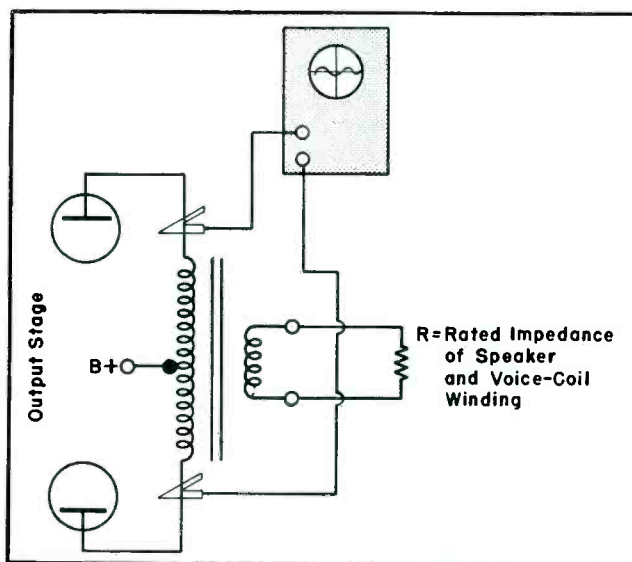 Output Stage
B+
R=Rated Impedance
of Speaker
and Voice-Coil
Winding